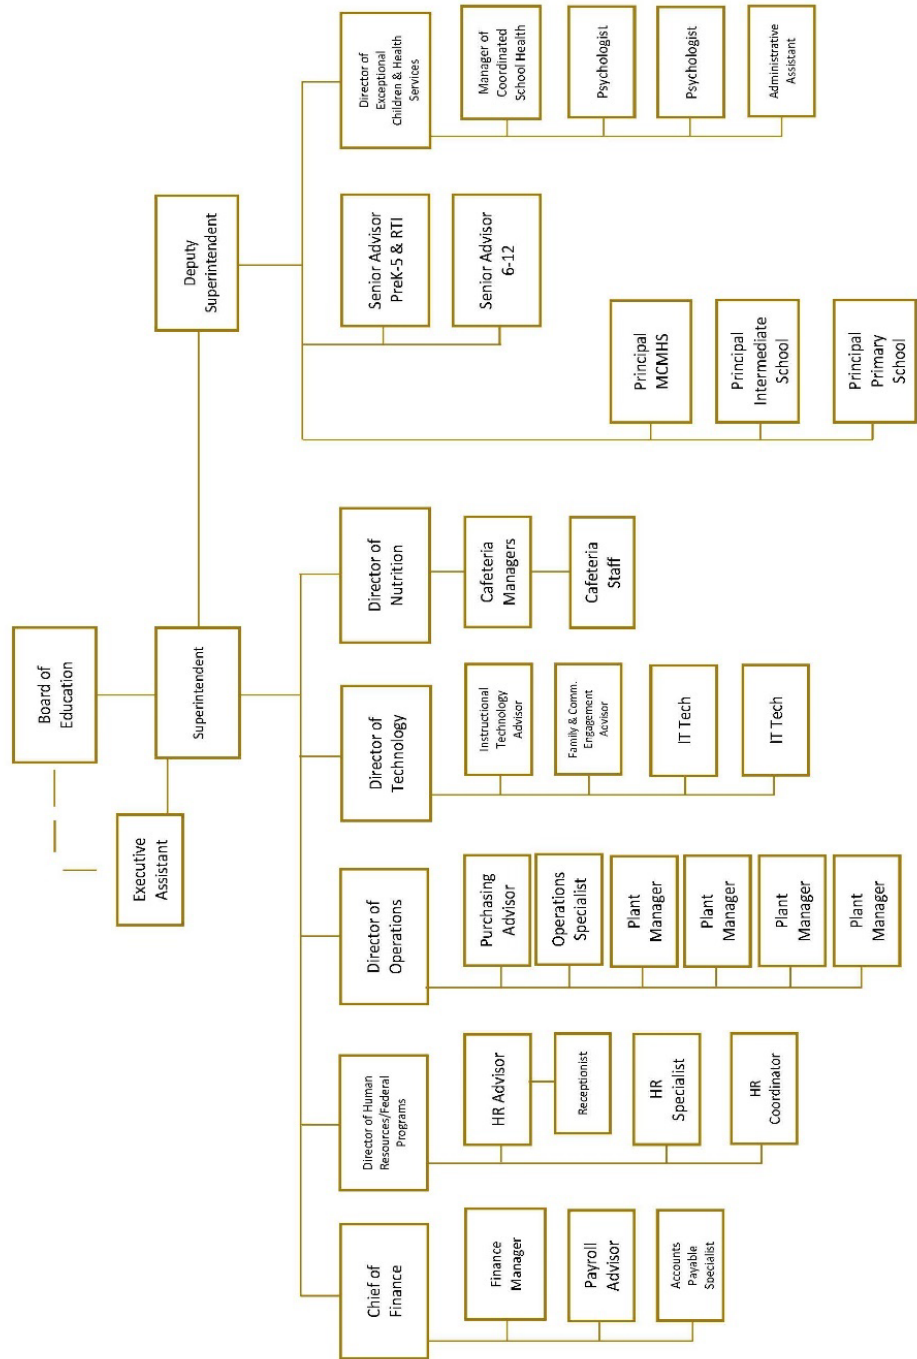 Board of
Education
Executive
Assistant
Superintendent
Deputy
Superintendent
Chief of
Finance
Finance
Manager
Payroll
Advisor
Accounts
Payable
Specialist
Director of Human
Resources/Federal
Programs
HR Advisor
Receptionist
HR
Specialist
HR
Coordinator
Director of
Operations
Purchasing
Advisor
Operations
Specialist
Plant
Manager
Plant
Manager
Plant
Manager
Plant
Manager
Director of
Technology
Instructional
Technology
Advisor
Family & Comm.
Engagement
Advisor
IT Tech
IT Tech
Director of
Nutrition
Cafeteria
Managers
Cafeteria
Staff
Principal
MCMHS
Principal
Intermediate
School
Principal
Primary
School
Senior Advisor
PreK-5 & RTI
Senior Advisor
6-12
Director of
Exceptional
Children & Health
Services
Manager of
Coordinated
School Health
Psychologist
Psychologist
Administrative
Assistant